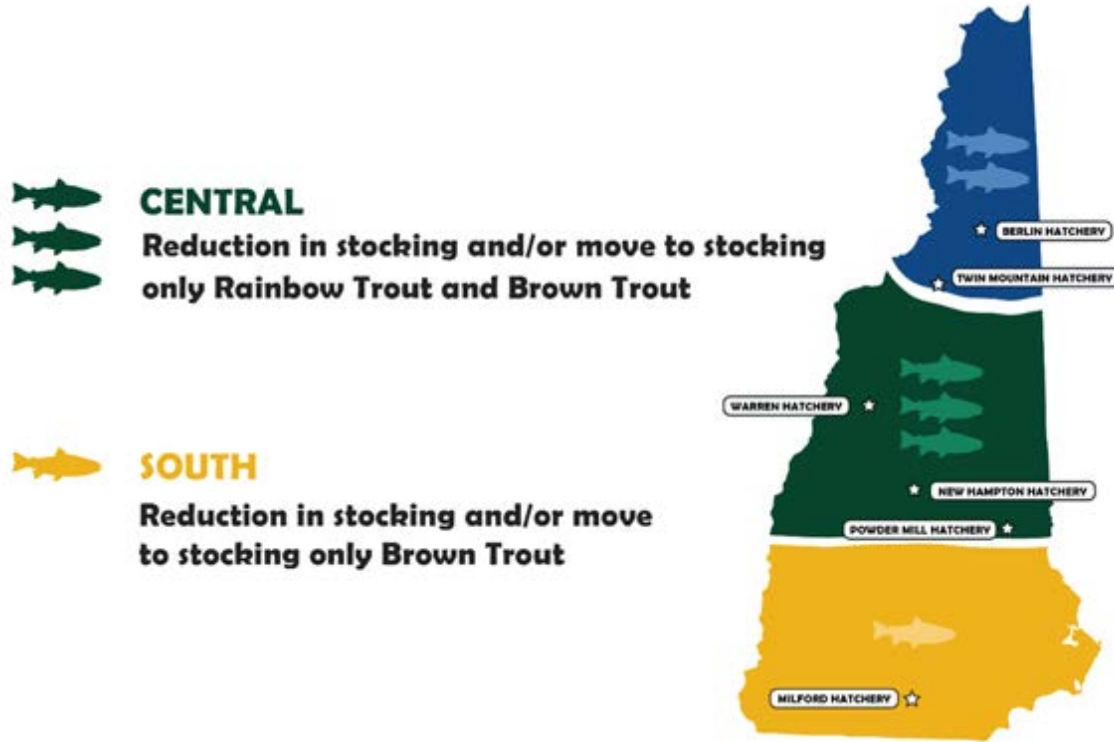 CENTRAL
Reduction in stocking and/or move to stocking
only Rainbow Trout and Brown Trout
SOUTH
Reduction in stocking and/or move
to stocking only Brown Trout
BERLIN HATCHERY
TWIN MOUNTAIN HATCHERY
WARREN HATCHERY
NEW HAMPTON HATCHERY
POWDER MILL HATCHERY
MILFORD HATCHERY